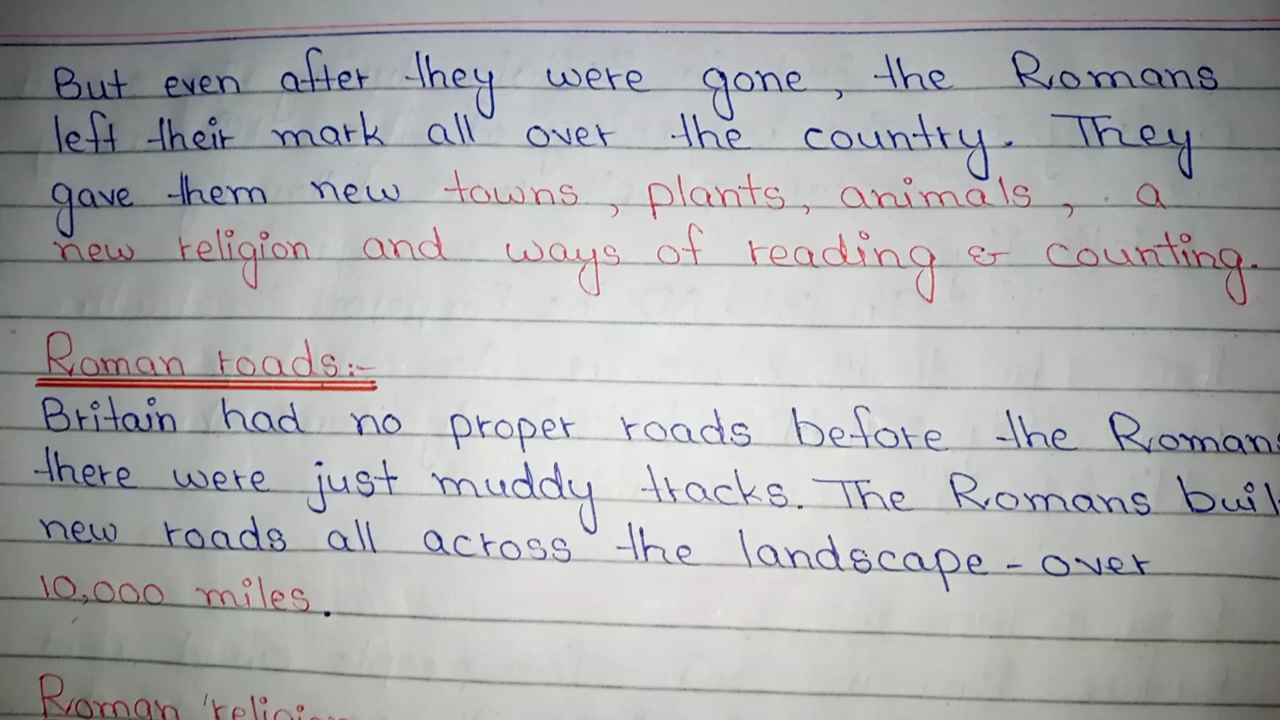 But even after they were gone, the Romans
left their mark all over the country. They
gave them new towns, plants, animals, a
new religion and ways of reading & counting.
Roman roads:-
Britain had no proper roads before the Romans
there were just muddy tracks. The Romans buil
new roads all across the landscape - over
10,000 miles.
Roman